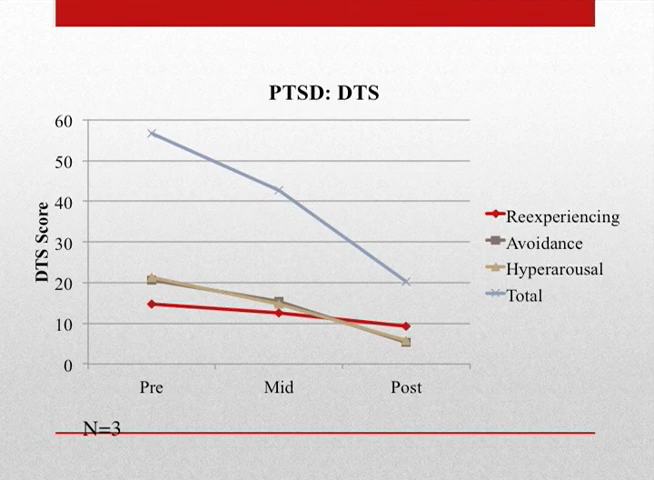 PTSD: DTS
60
50
40
30
20
10
0
DTS Score
Pre Mid Post
Reexperiencing
Avoidance
Hyperarousal
Total
N=3